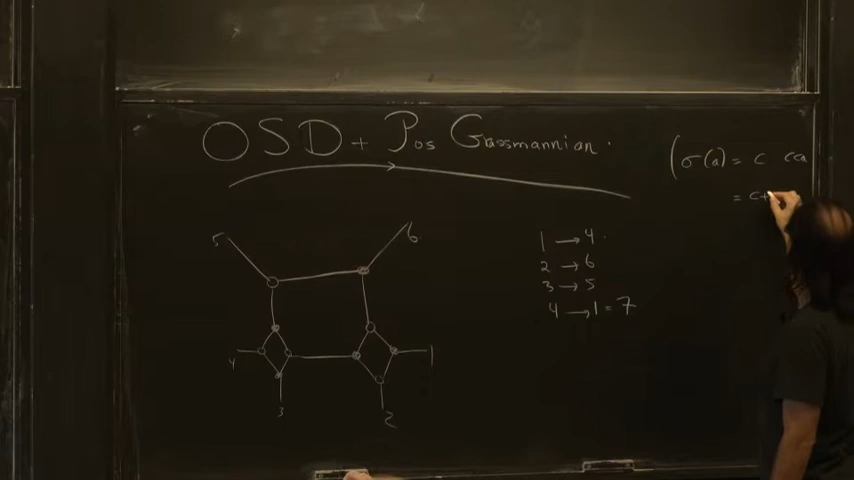 OSD + Pos Grassmannian.
(σ(a) = c c<a
= c+
5
6
4
1
3
2
1 → 4
2 → 6
3 → 5
4 → 1 = 7